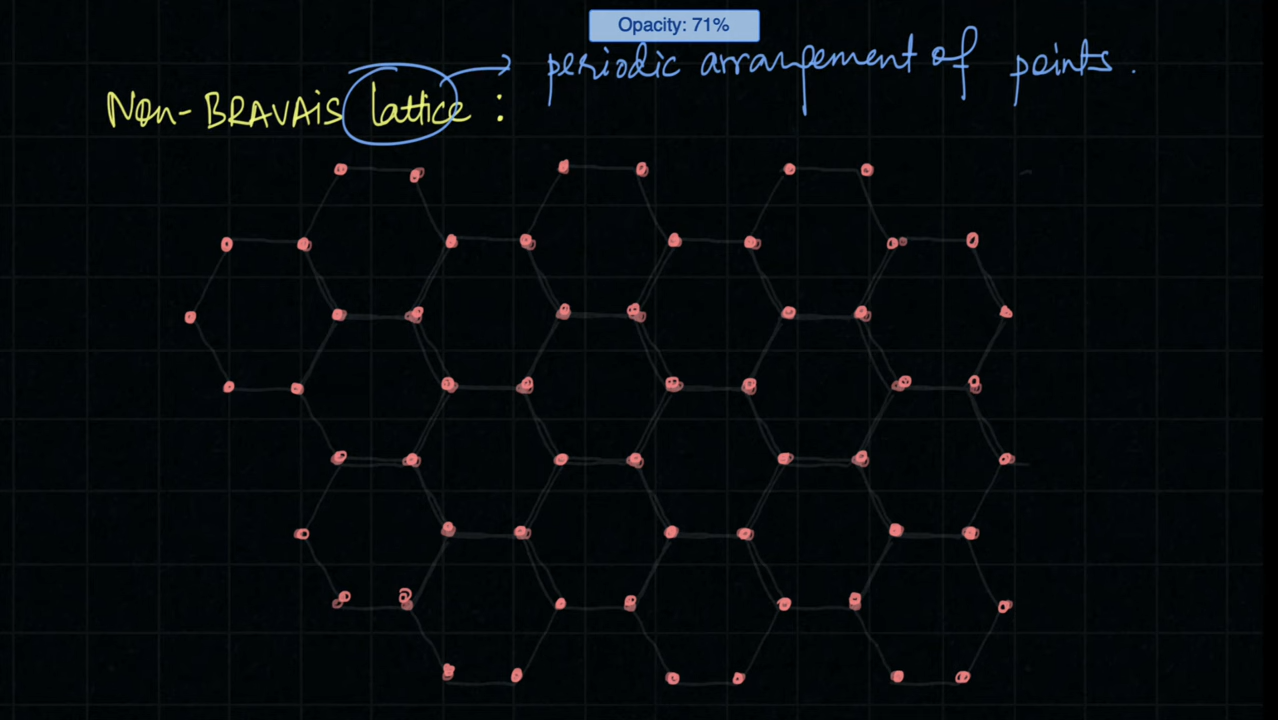 Opacity: 71%
periodic arrangement of points.
Non-BRAVAIS lattice :